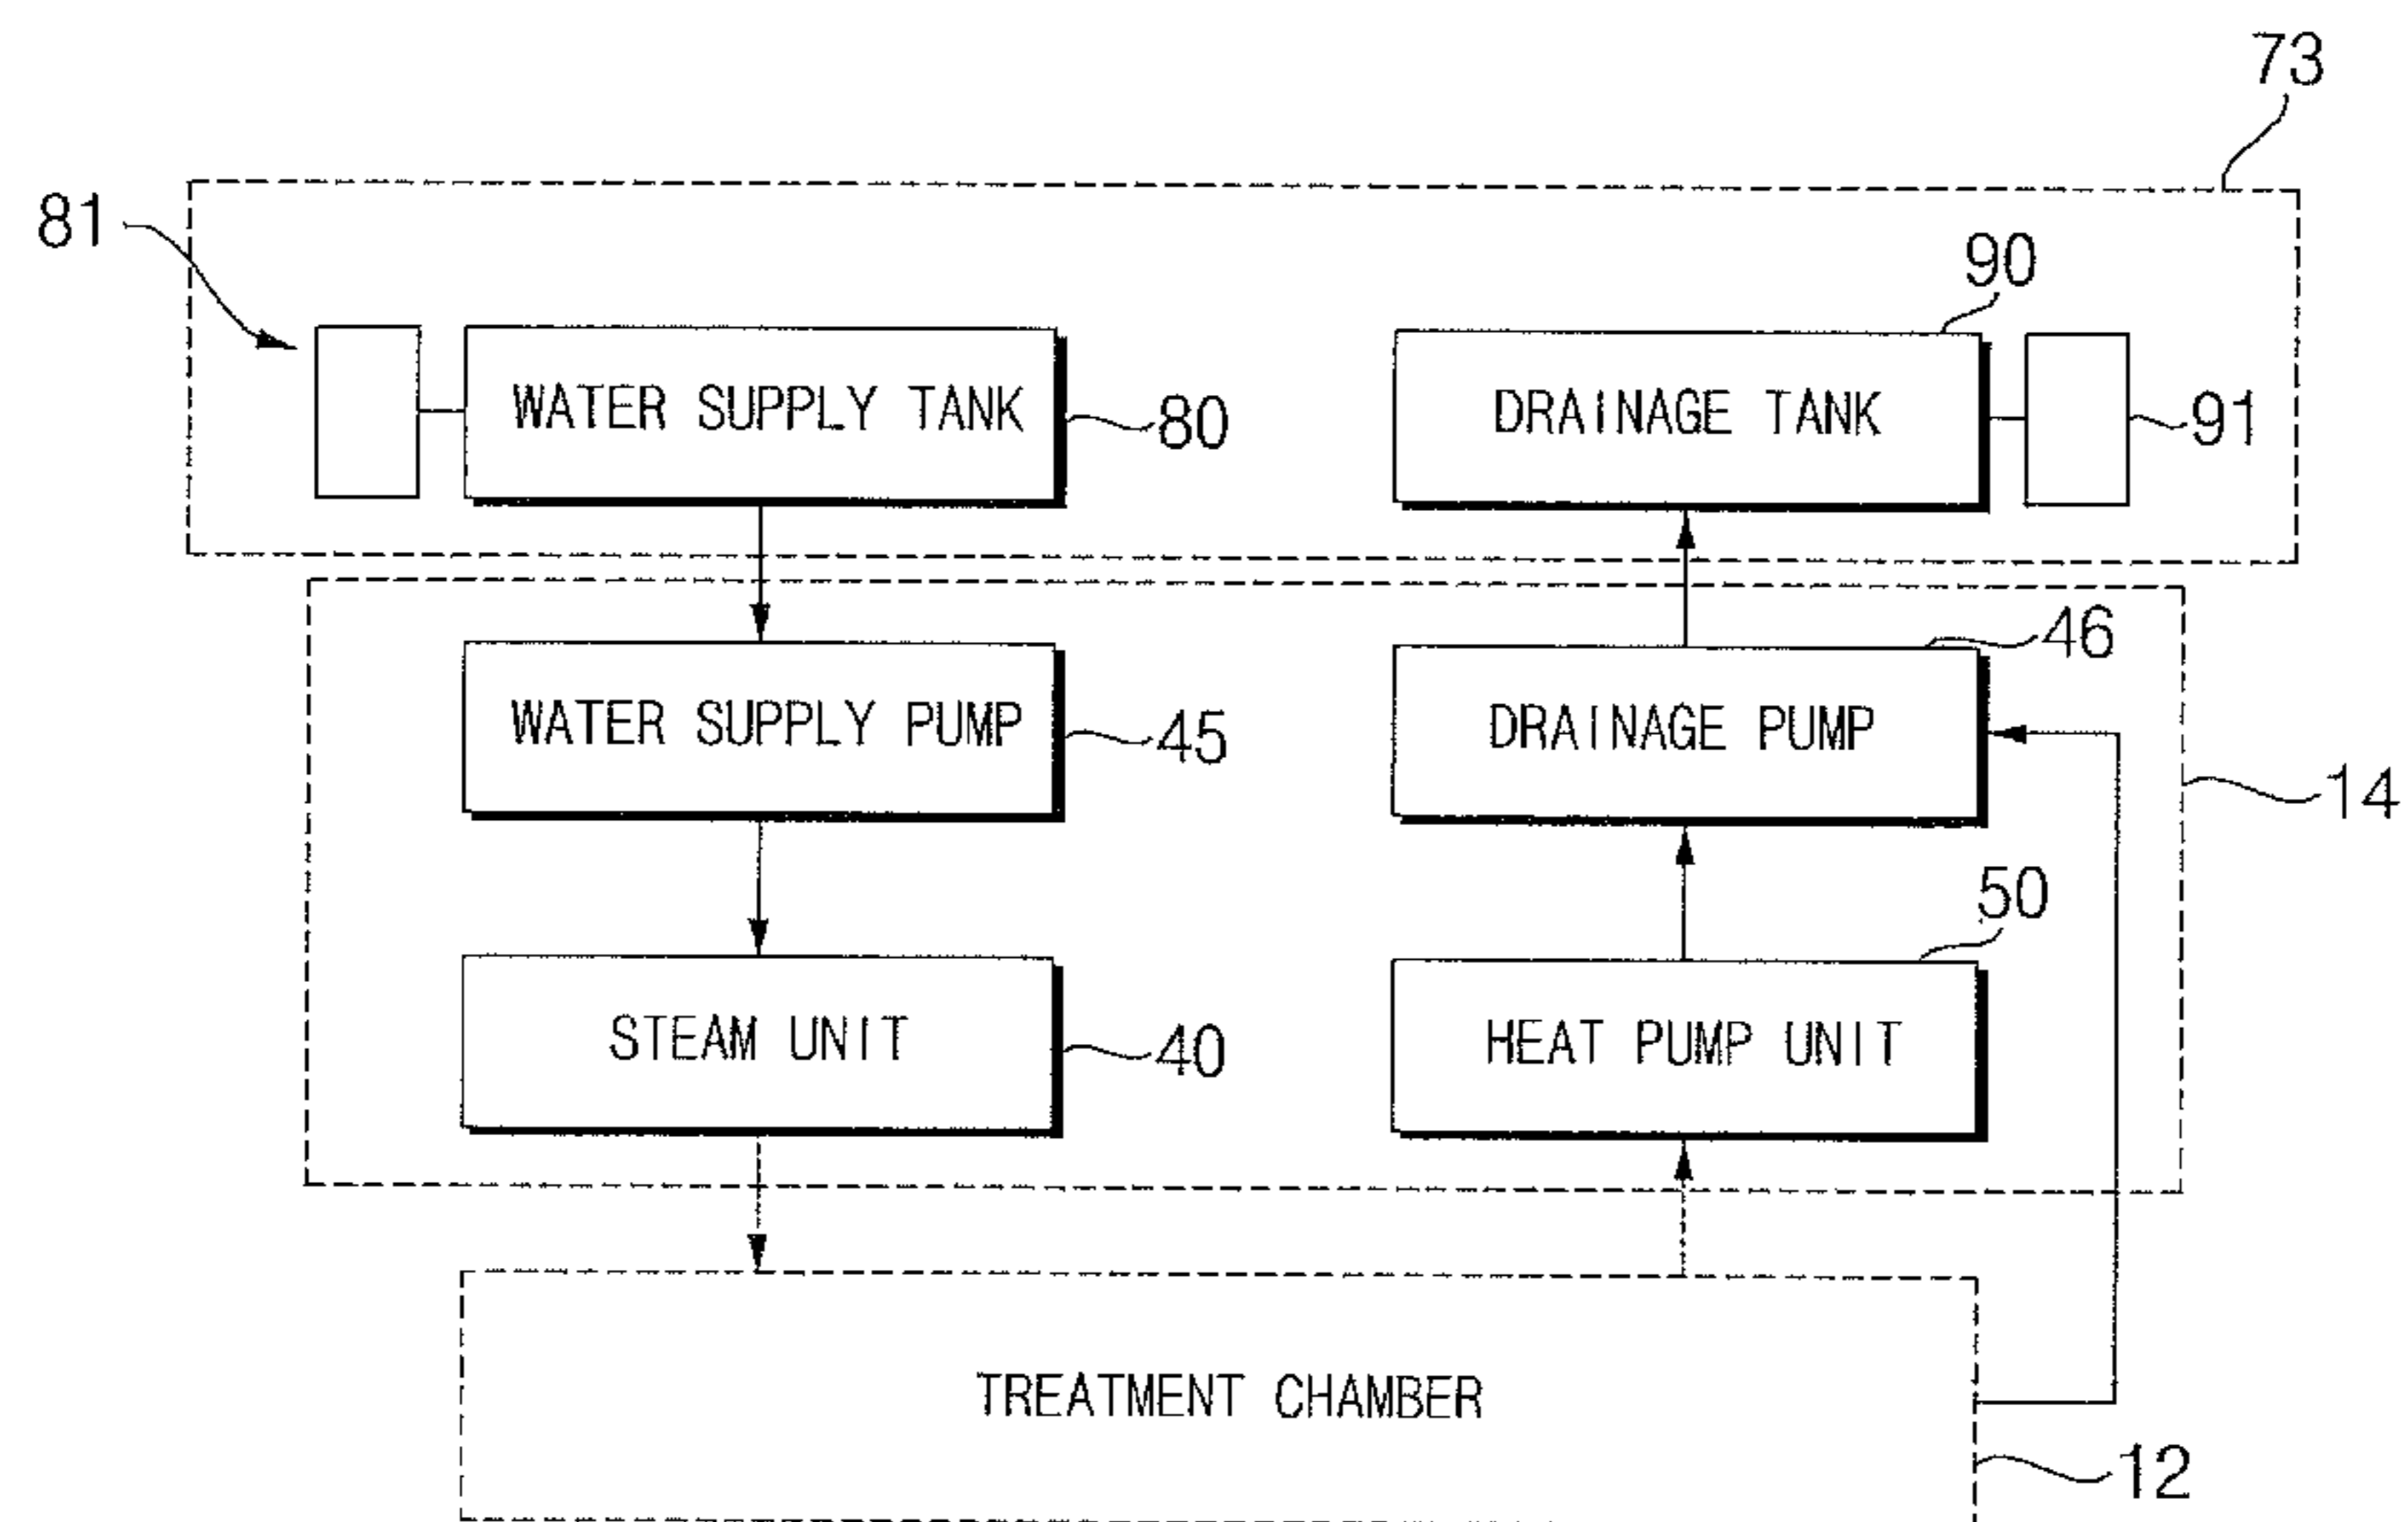 73
81
90
WATER SUPPLY TANK
80
DRAINAGE TANK
91
46
WATER SUPPLY PUMP
45
DRAINAGE PUMP
14
50
STEAM UNIT
40
HEAT PUMP UNIT
TREATMENT CHAMBER
12